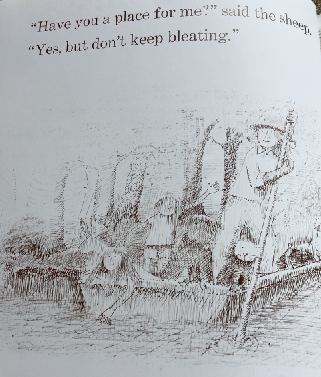 “Have you a place for me?” said the sheep.
“Yes, but don’t keep bleating.”